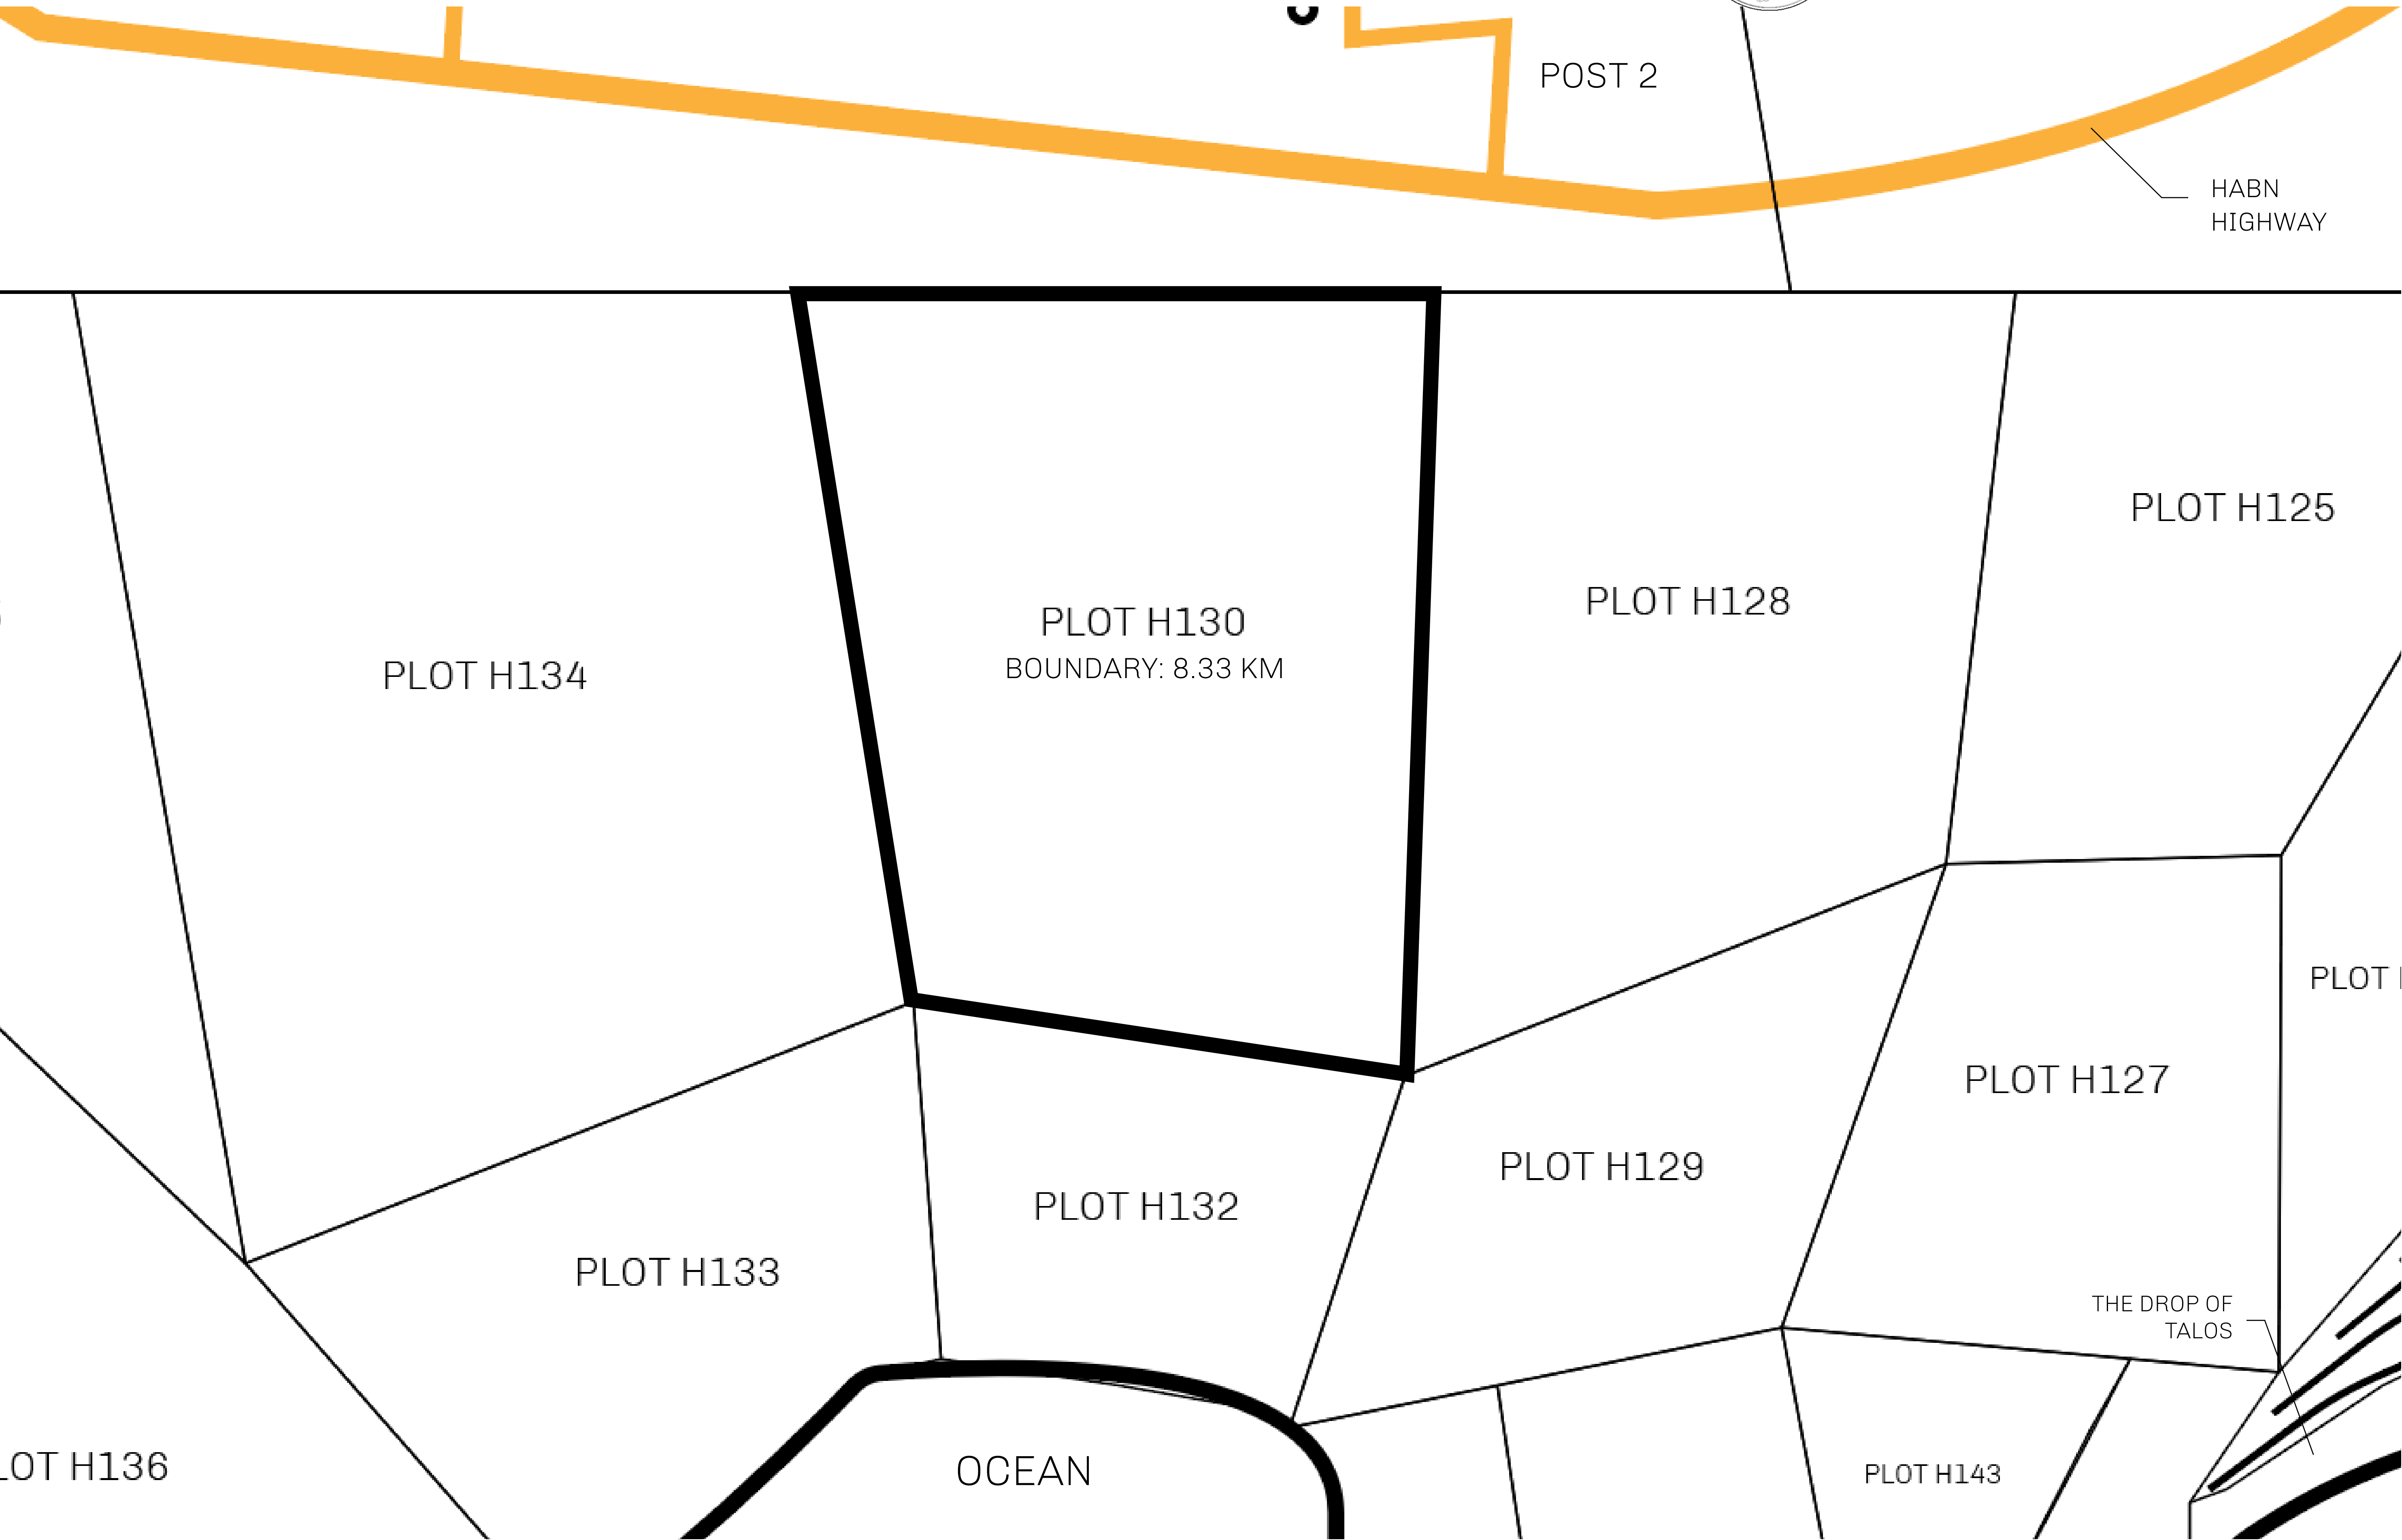 POST 2
HABN
HIGHWAY
PLOT H125
PLOT H128
PLOT H130
BOUNDARY: 8.33 KM
PLOT H134
PLOT
PLOT H127
PLOT H129
PLOT H132
PLOT H133
THE DROP OF
TALOS
H136
OCEAN
PLOT H143